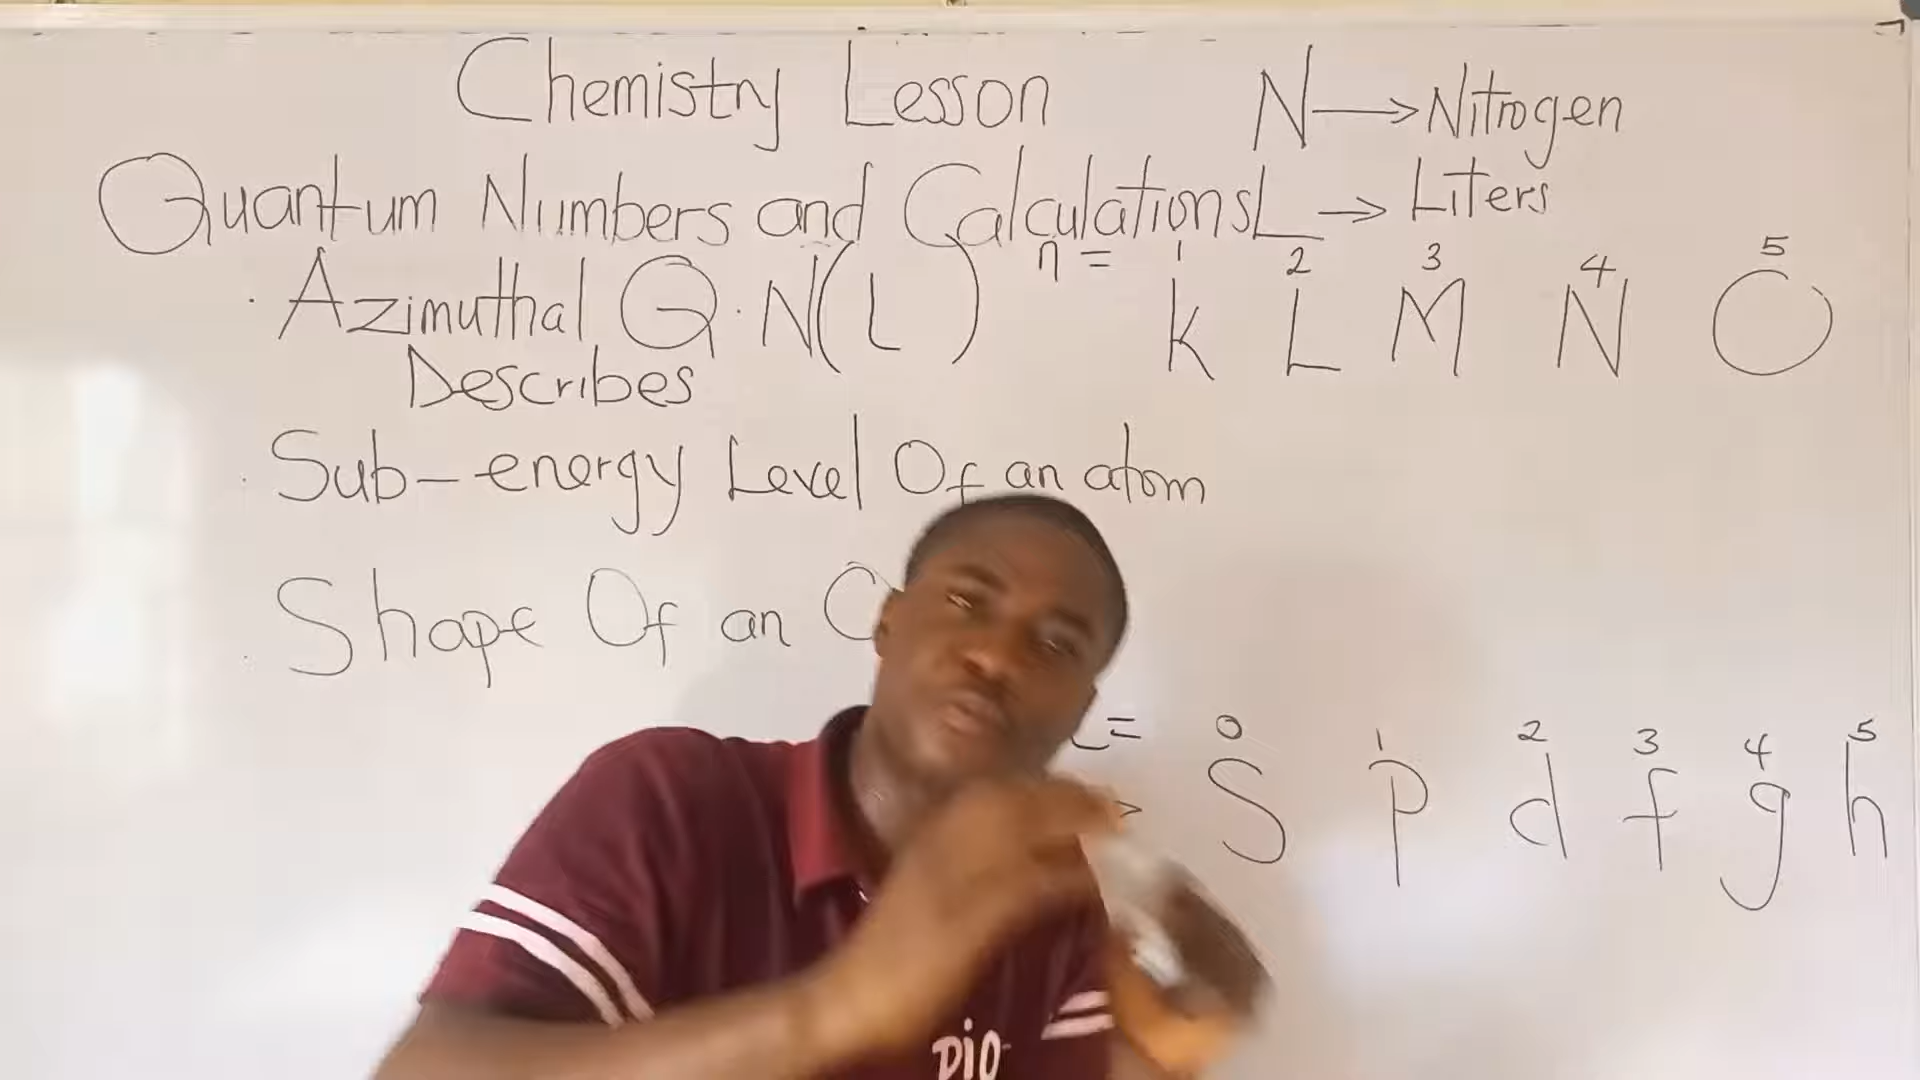 Chemistry Lesson
N → Nitrogen
Quantum Numbers and Calculations
L → Liters
n = 1 2 3 4 5
Azimuthal Q.N(L)
K L M N O
Describes
Sub-energy Level Of an atom
Shape Of an
L= 0 1 2 3 4 5
S p d f g h
DIO